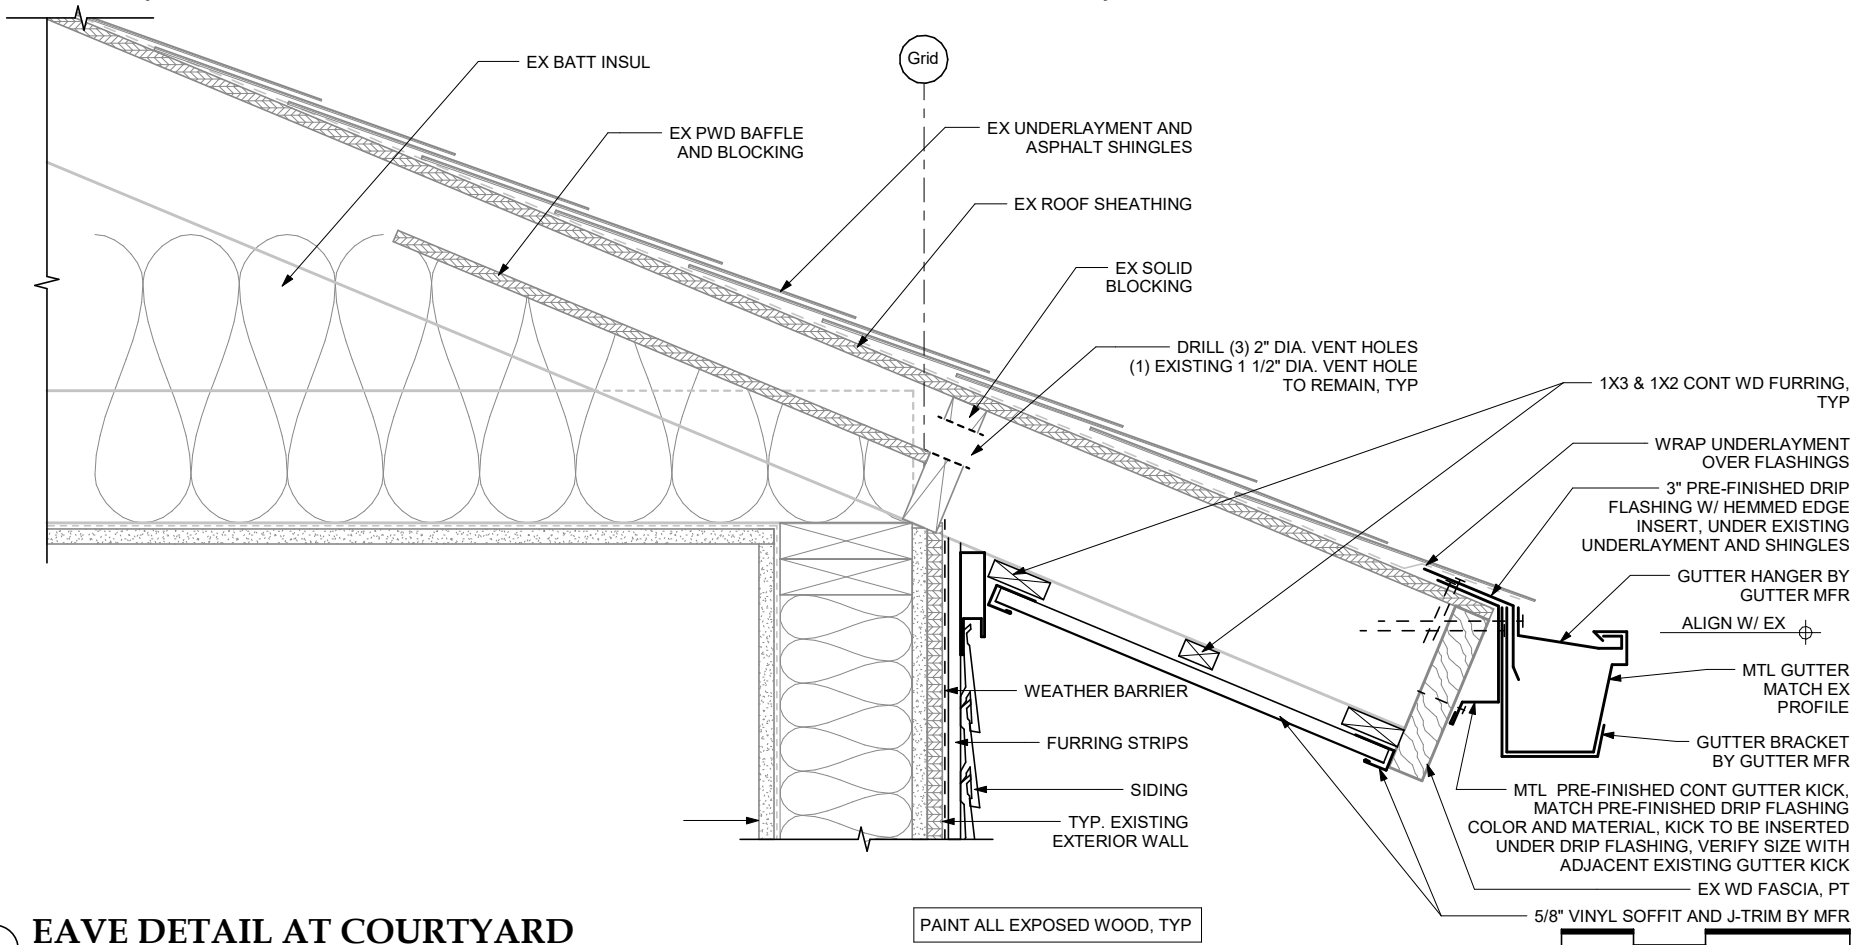 EX BATT INSUL
Grid
EX PWD BAFFLE
AND BLOCKING
EX UNDERLAYMENT AND
ASPHALT SHINGLES
EX ROOF SHEATHING
EX SOLID
BLOCKING
DRILL (3) 2" DIA. VENT HOLES
(1) EXISTING 1 1/2" DIA. VENT HOLE
TO REMAIN, TYP
1X3 & 1X2 CONT WD FURRING,
TYP
WRAP UNDERLAYMENT
OVER FLASHINGS
3" PRE-FINISHED DRIP
FLASHING W/ HEMMED EDGE
INSERT, UNDER EXISTING
UNDERLAYMENT AND SHINGLES
GUTTER HANGER BY
GUTTER MFR
ALIGN W/ EX
MTL GUTTER
MATCH EX
PROFILE
GUTTER BRACKET
BY GUTTER MFR
MTL PRE-FINISHED CONT GUTTER KICK,
MATCH PRE-FINISHED DRIP FLASHING
COLOR AND MATERIAL, KICK TO BE INSERTED
UNDER DRIP FLASHING, VERIFY SIZE WITH
ADJACENT EXISTING GUTTER KICK
EX WD FASCIA, PT
5/8" VINYL SOFFIT AND J-TRIM BY MFR
WEATHER BARRIER
FURRING STRIPS
SIDING
TYP. EXISTING
EXTERIOR WALL
PAINT ALL EXPOSED WOOD, TYP
EAVE DETAIL AT COURTYARD